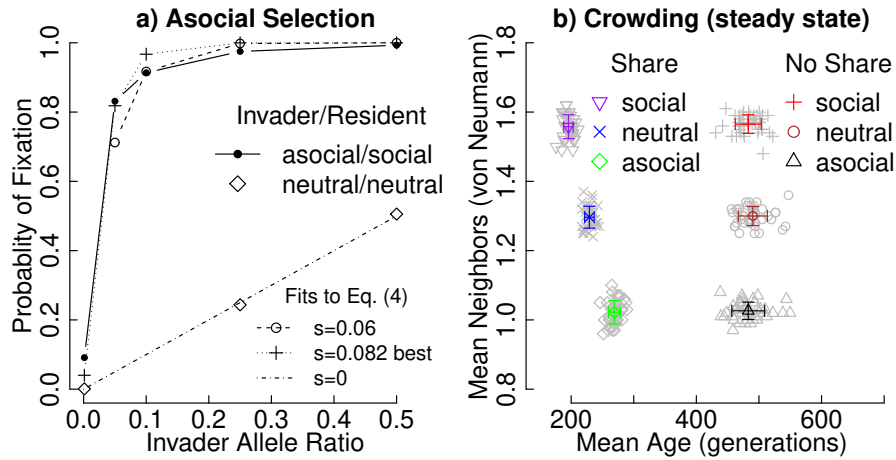 a) Asocial Selection
Probablity of Fixation
0.0 0.2 0.4 0.6 0.8 1.0
Invader/Resident
asocial/social
neutral/neutral
Fits to Eq. (4)
s=0.06
s=0.082 best
s=0
0.0 0.1 0.2 0.3 0.4 0.5
Invader Allele Ratio
b) Crowding (steady state)
Mean Neighbors (von Neumann)
0.8 1.0 1.2 1.4 1.6 1.8
Share No Share
social social
neutral neutral
asocial asocial
200 400 600
Mean Age (generations)